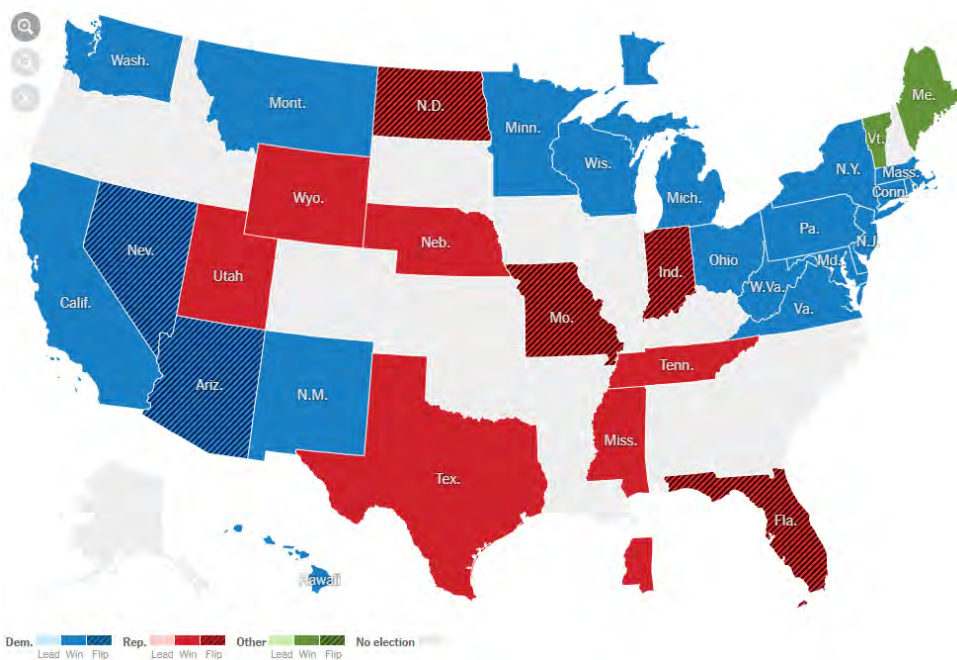 Wash.
Mont.
N.D.
Minn.
Me.
Vt.
Wis.
N.Y.
Mass.
Mich.
Conn.
Wyo.
Pa.
N.J.
Neb.
Nev.
Utah
Ind.
Ohio
Md.
W.Va.
Va.
Calif.
Mo.
Tenn.
Ariz.
N.M.
Miss.
Tex.
Fla.
Hawaii
Dem. Rep. Other No election
Lead Win Flip Lead Win Flip Lead Win Flip